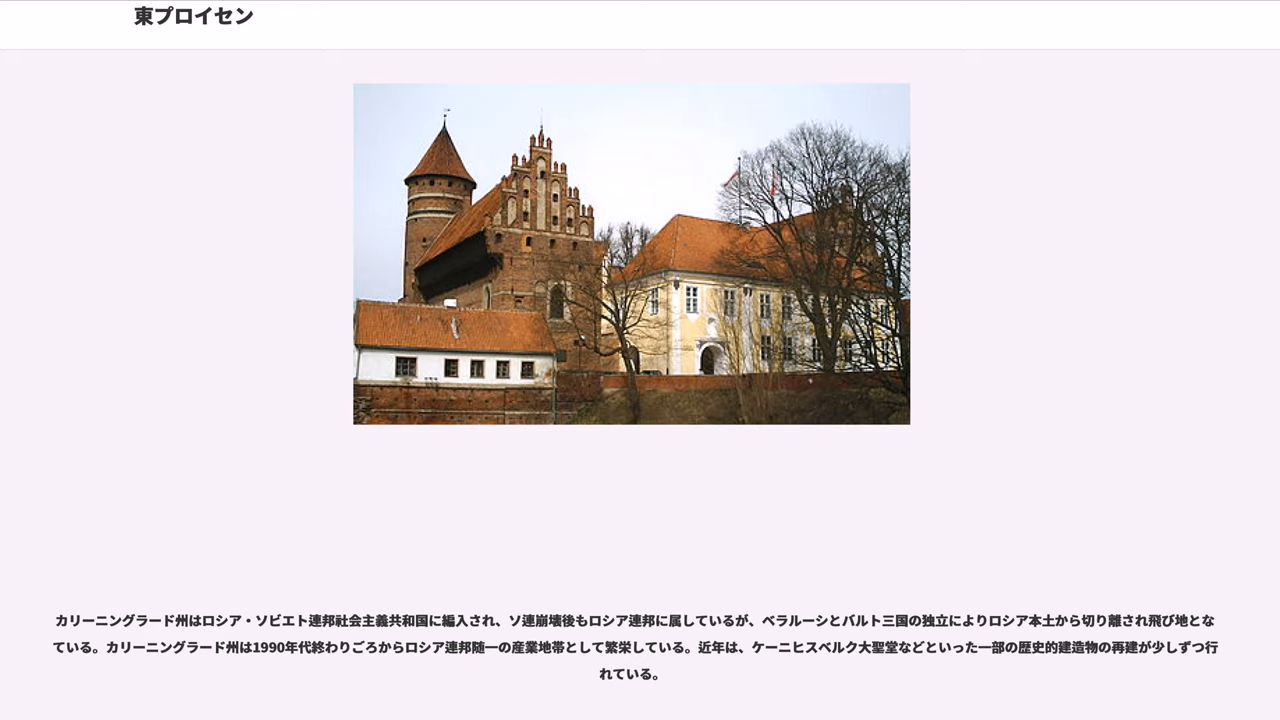 東プロイセン
カリーニングラード州はロシア・ソビエト連邦社会主義共和国に編入され、ソ連崩壊後もロシア連邦に属しているが、ベラルーシとバルト三国の独立によりロシア本土から切り離され飛び地とな
ている。カリーニングラード州は1990年代終わりごろからロシア連邦随一の産業地帯として繁栄している。近年は、ケーニヒスベルク大聖堂などといった一部の歴史的建造物の再建が少しずつ行
れている。